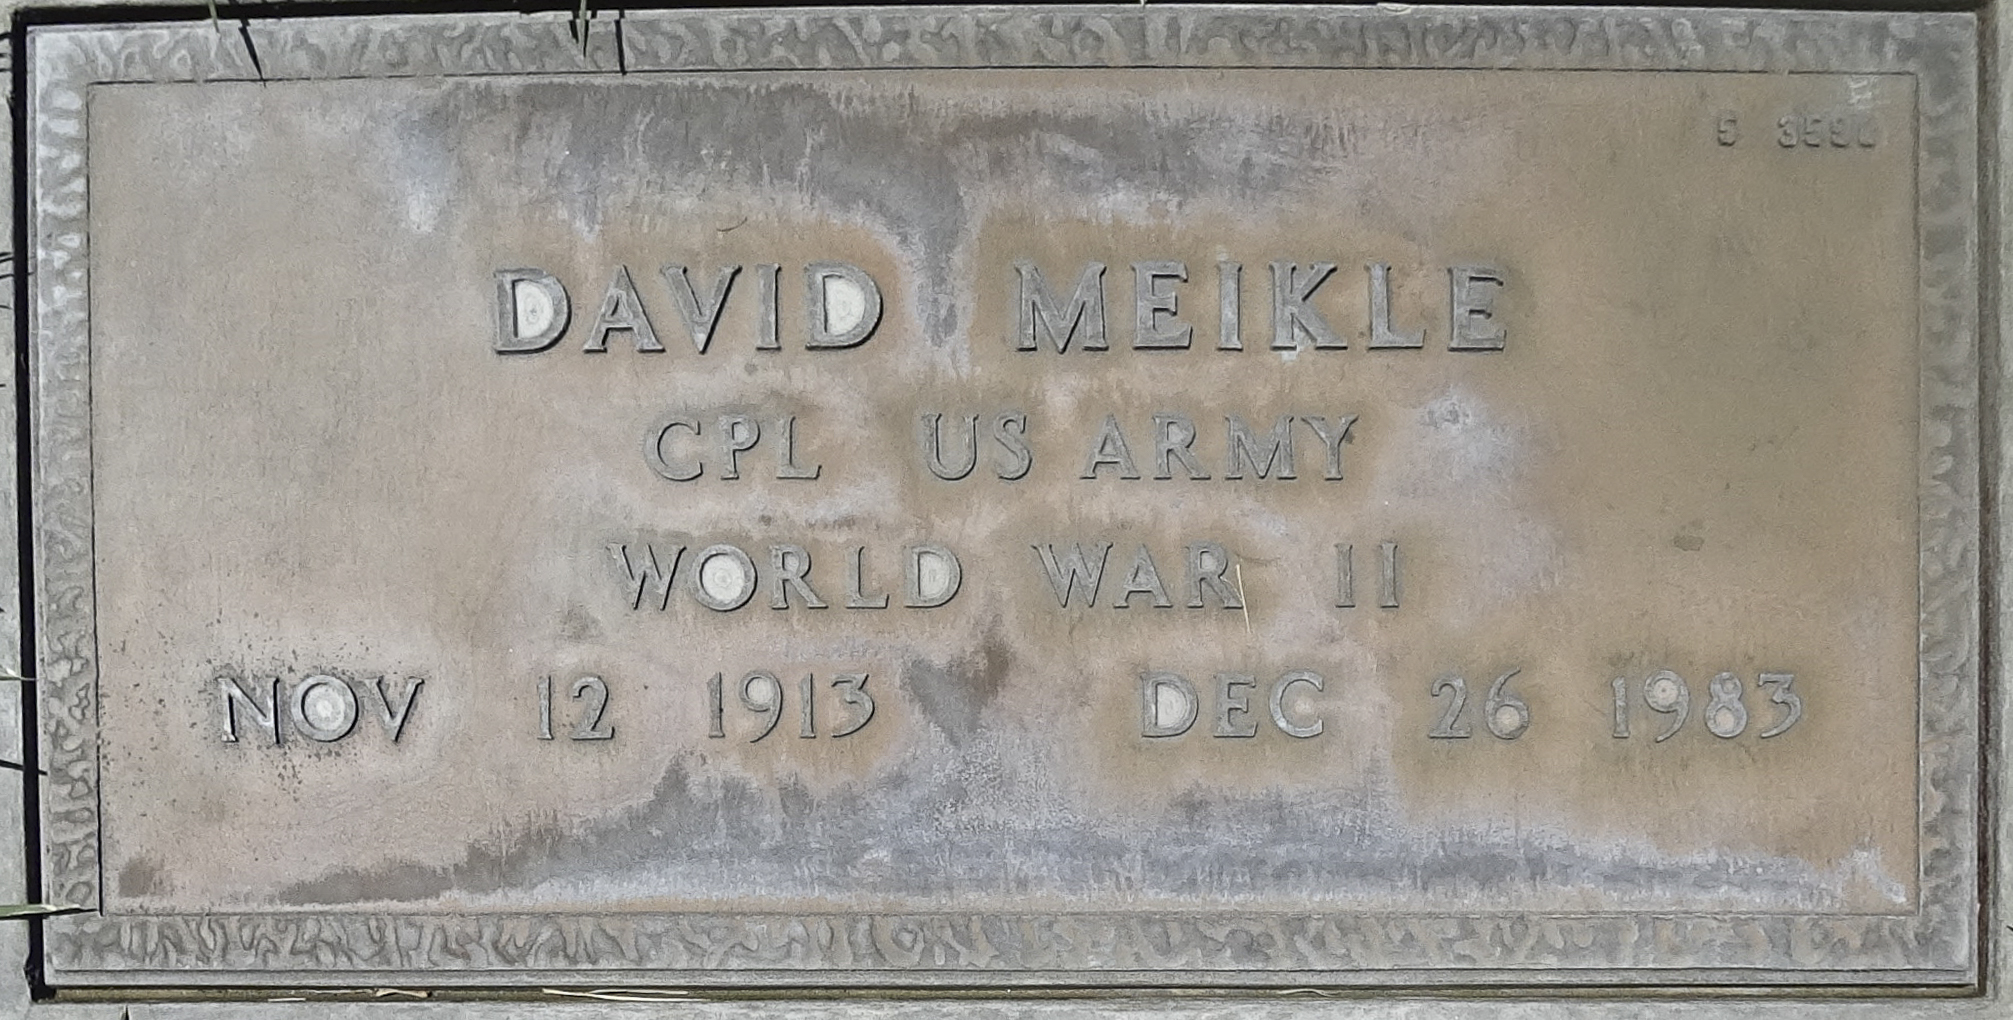 DAVID MEIKLE
CPL US ARMY
WORLD WAR II
NOV 12 1913 DEC 26 1983